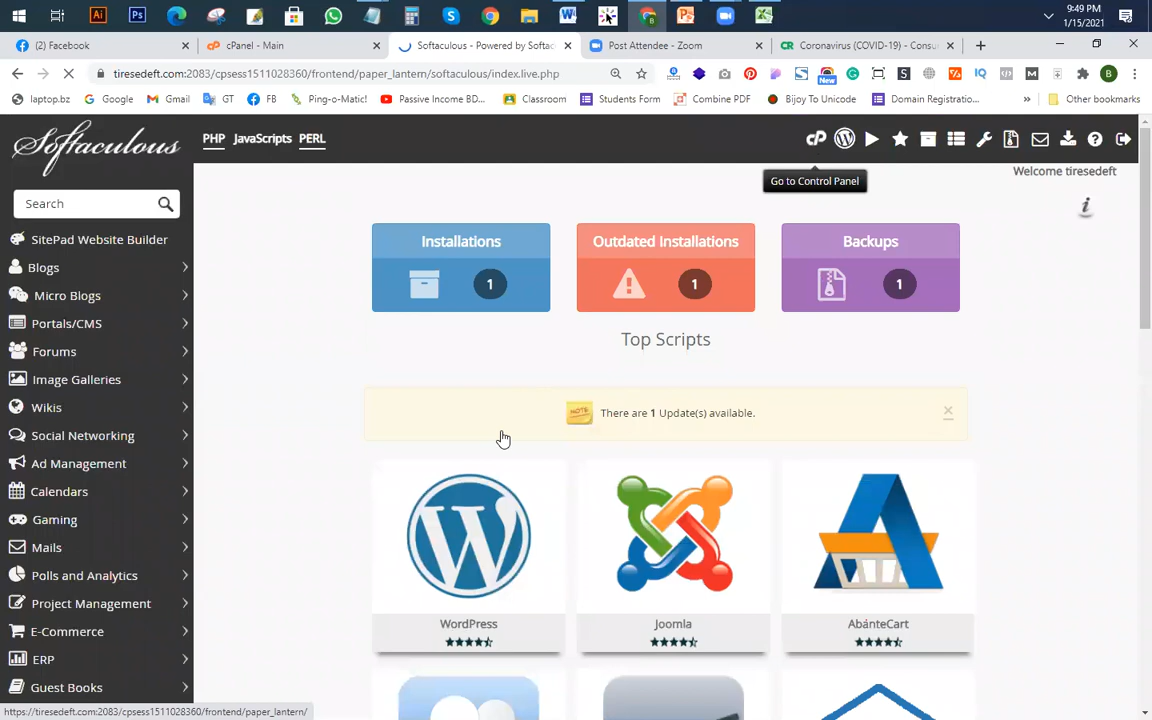 9:49 PM
1/15/2021
(2) Facebook
cPanel - Main
Softaculous - Powered by Softac
Post Attendee - Zoom
Coronavirus (COVID-19) - Consu
tiresedeft.com:2083/cpsess1511028360/frontend/paper_lantern/softaculous/index.live.php
New
B
laptop.bz
Google
Gmail
GT
FB
Ping-o-Matic!
Passive Income BD...
Classroom
Students Form
Combine PDF
Bijoy To Unicode
Domain Registratio...
Other bookmarks
Softaculous
PHP
JavaScripts
PERL
Go to Control Panel
Welcome tiresedeft
Search
SitePad Website Builder
Blogs
Micro Blogs
Portals/CMS
Forums
Image Galleries
Wikis
Social Networking
Ad Management
Calendars
Gaming
Mails
Polls and Analytics
Project Management
E-Commerce
ERP
Guest Books
Installations
1
Outdated Installations
1
Backups
1
Top Scripts
NOTE
There are 1 Update(s) available.
WordPress
Joomla
AbanteCart
https://tiresedeft.com:2083/cpsess1511028360/frontend/paper_lantern/